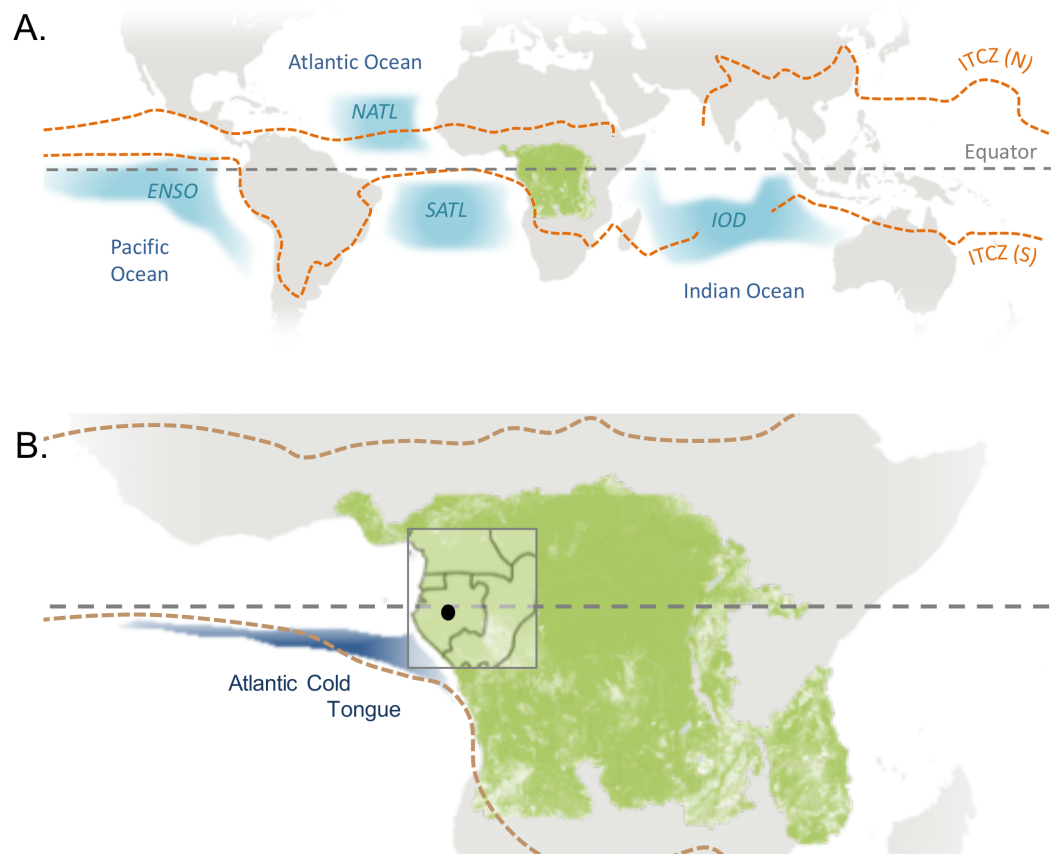 A.
Atlantic Ocean
ITCZ (N)
NATL
Equator
ENSO
SATL
IOD
Pacific
Ocean
ITCZ (S)
Indian Ocean
B.
Atlantic Cold
Tongue